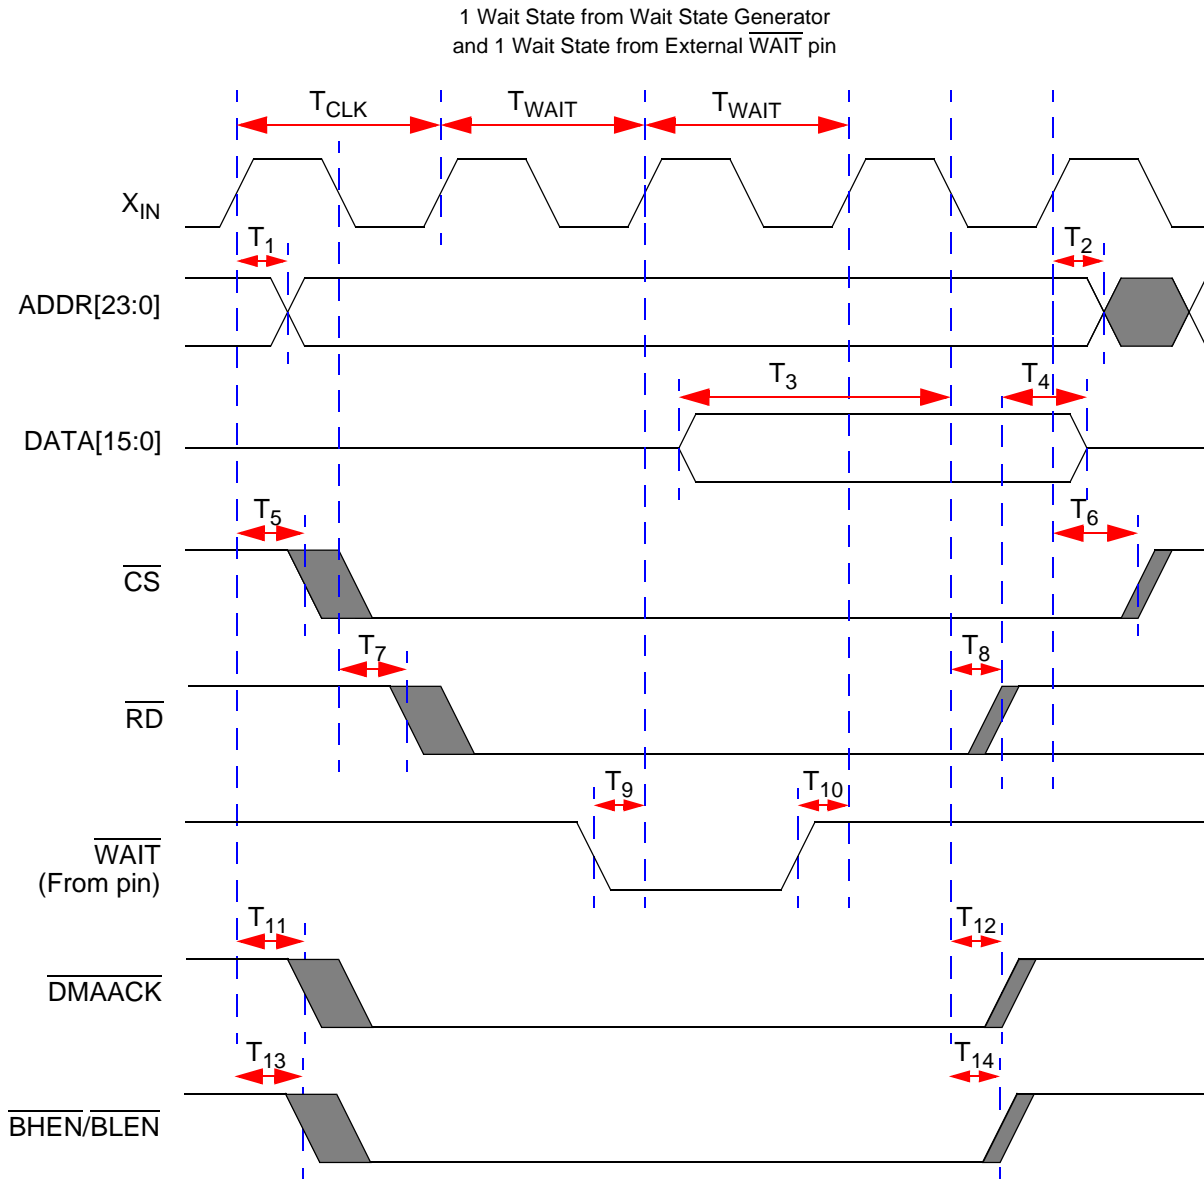 1 Wait State from Wait State Generator
and 1 Wait State from External WAIT pin
TCLK TWAIT TWAIT
XIN
T1 T2
ADDR[23:0]
T3 T4
DATA[15:0]
T5 T6
CS
T7 T8
RD
T9 T10
WAIT
(From pin)
T11 T12
DMAACK
T13 T14
BHEN/BLEN